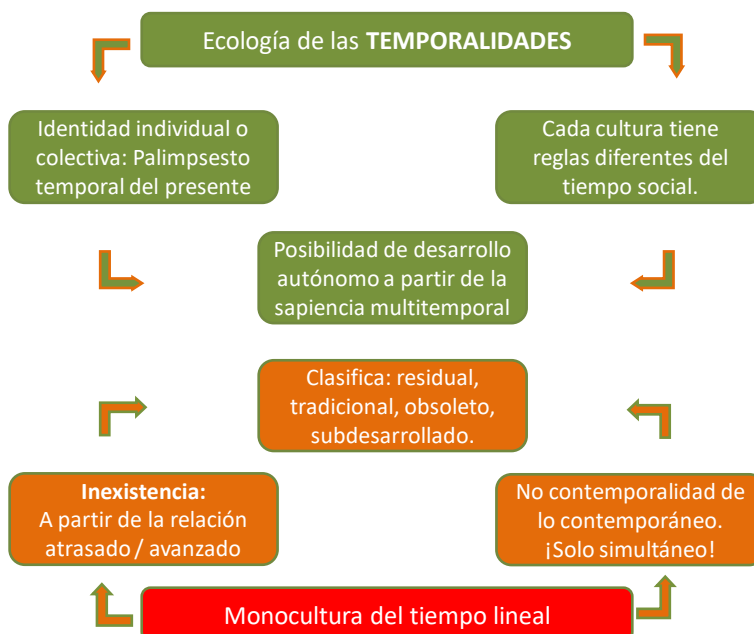 Ecología de las TEMPORALIDADES
Identidad individual o
colectiva: Palimpsesto
temporal del presente
Cada cultura tiene
reglas diferentes del
tiempo social.
Posibilidad de desarrollo
autónomo a partir de la
sapiencia multitemporal
Clasifica: residual,
tradicional, obsoleto,
subdesarrollado.
Inexistencia:
A partir de la relación
atrasado / avanzado
No contemporalidad de
lo contemporáneo.
¡Solo simultáneo!
Monocultura del tiempo lineal